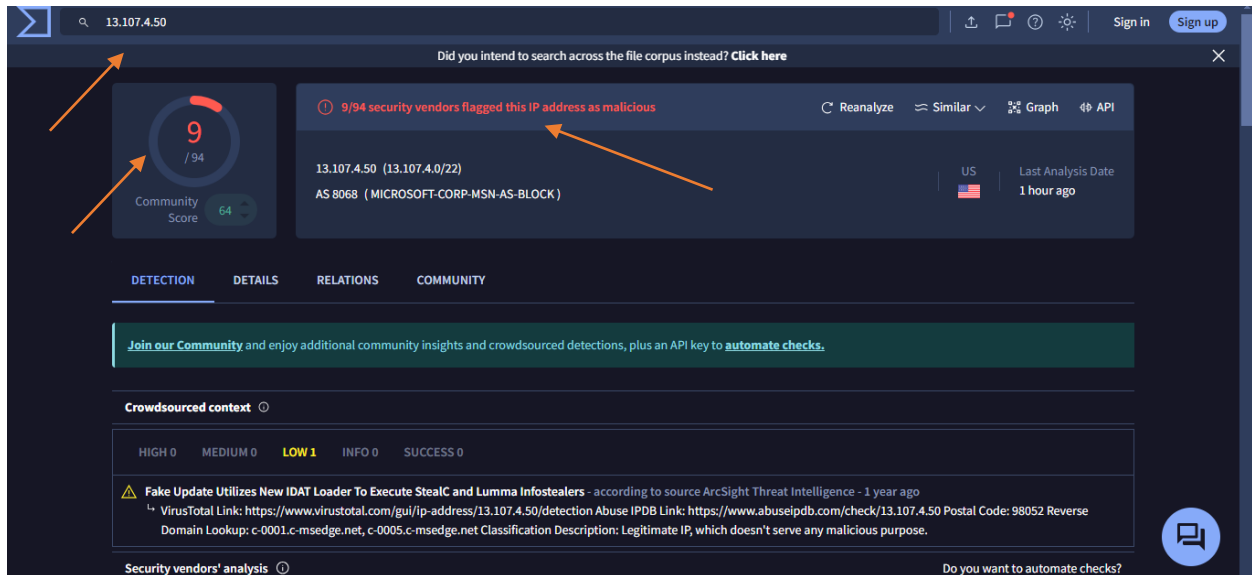 13.107.4.50
Sign in
Sign up
Did you intend to search across the file corpus instead? Click here
9
/ 94
Community
Score
64
9/94 security vendors flagged this IP address as malicious
Reanalyze
Similar
Graph
API
13.107.4.50 (13.107.4.0/22)
AS 8068 ( MICROSOFT-CORP-MSN-AS-BLOCK )
US
Last Analysis Date
1 hour ago
DETECTION
DETAILS
RELATIONS
COMMUNITY
Join our Community and enjoy additional community insights and crowdsourced detections, plus an API key to automate checks.
Crowdsourced context
HIGH 0
MEDIUM 0
LOW 1
INFO 0
SUCCESS 0
Fake Update Utilizes New IDAT Loader To Execute StealC and Lumma Infostealers - according to source ArcSight Threat Intelligence - 1 year ago
VirusTotal Link: https://www.virustotal.com/gui/ip-address/13.107.4.50/detection Abuse IPDB Link: https://www.abuseipdb.com/check/13.107.4.50 Postal Code: 98052 Reverse
Domain Lookup: c-0001.c-msedge.net, c-0005.c-msedge.net Classification Description: Legitimate IP, which doesn't serve any malicious purpose.
Security vendors' analysis
Do you want to automate checks?